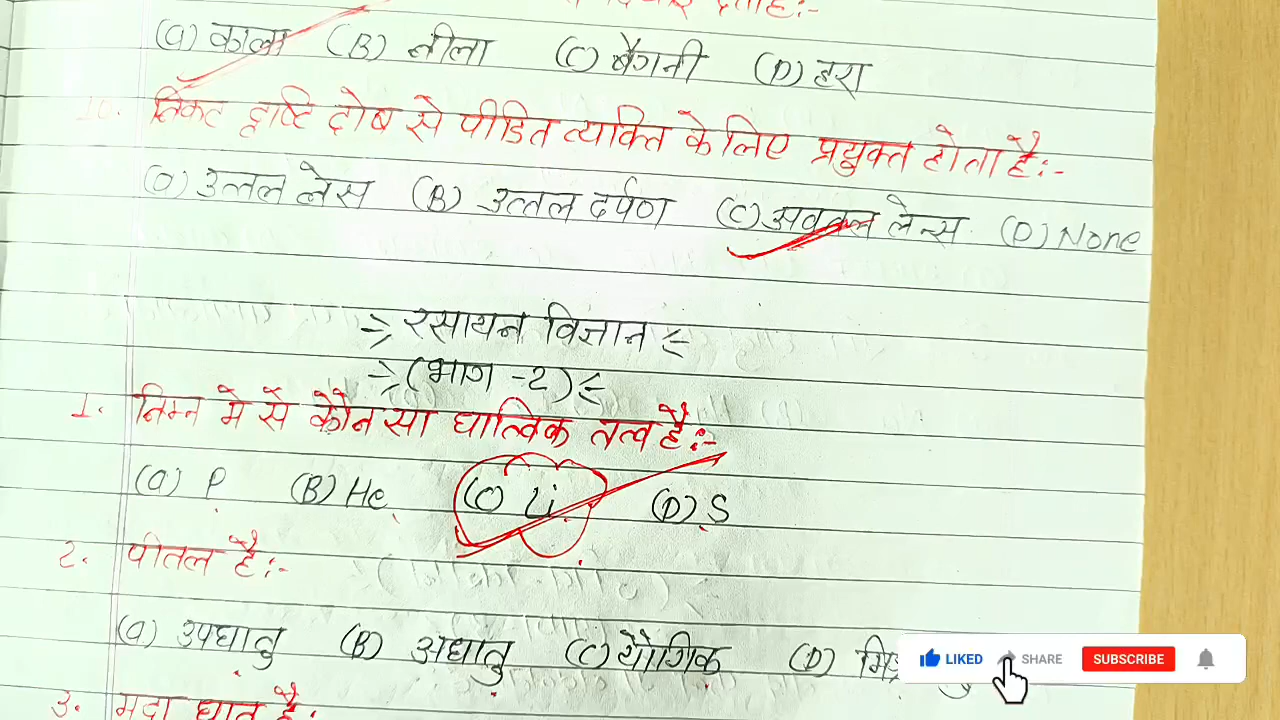 (a) काला (B) नीला (C) बैगनी (D) हरा
10. निकट दृष्टि दोष से पीडित व्यक्ति के लिए प्रयुक्त होता है:-
(a) उत्तल लेस (B) उत्तल दर्पण (C) अवतल लेन्स (D) None
रसायन विज्ञान
(भाग -2)
1. निम्न मे से कौन सा धात्विक तत्व है:-
(a) P (B) He (C) Li (D) S
2. पीतल है:-
(a) उपधातु (B) अधातु (C) यौगिक (D)
3. मृदा धातु है:
LIKED SHARE SUBSCRIBE